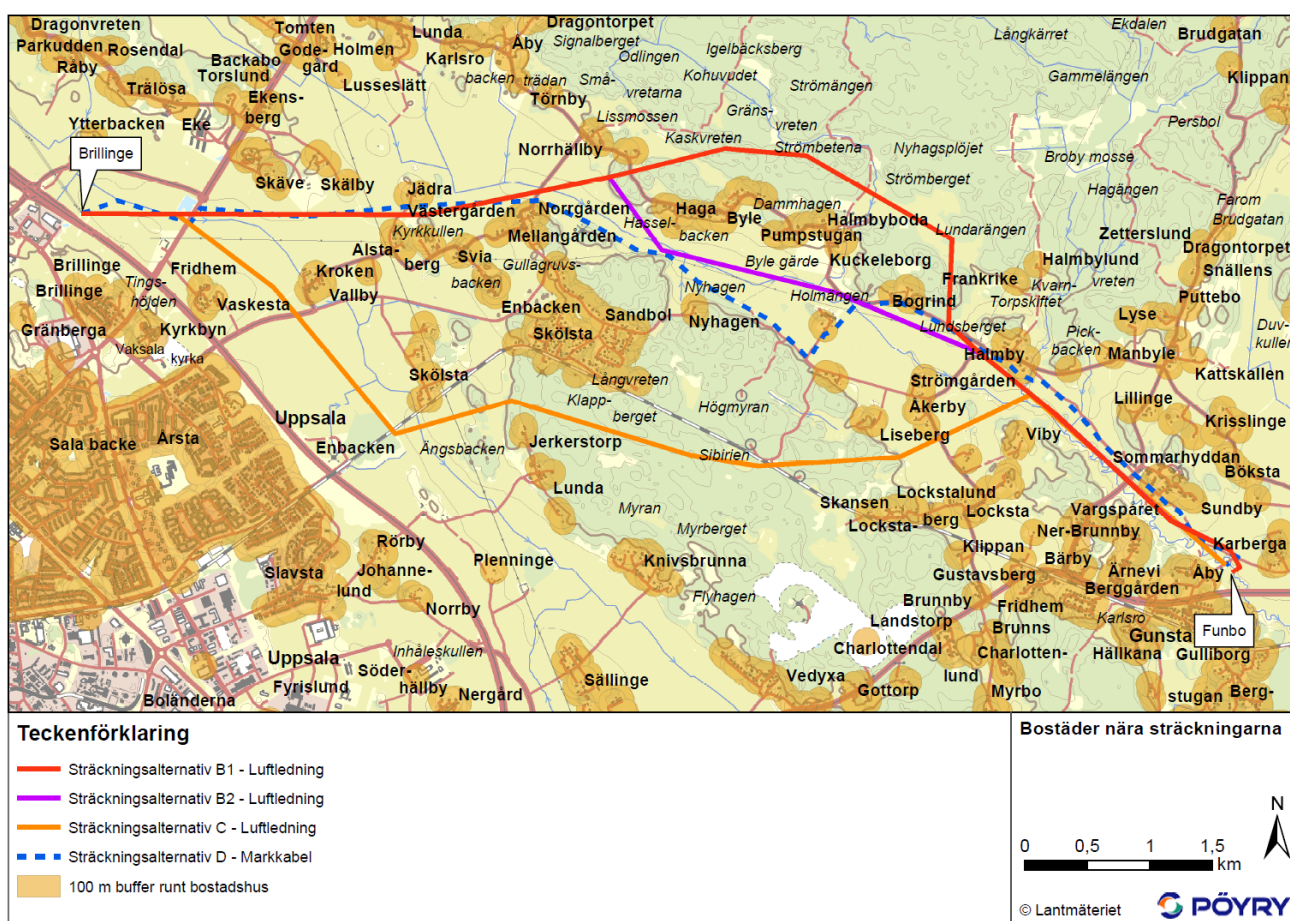 Dragonvreten
Tomten
Lunda
Dragontorpet
Ekdalen
Parkudden
Rosendal
Gode-
gard
Holmen
Åby
Signalberget
Långkärret
Brudgatan
Råby
Backabo
Karlsro
backen
Odlingen
Igelbäcksberg
Torslund
Lusseslätt
trädan
Små-
vretarna
Kohuvudet
Strömängen
Gammelängen
Klippan
Trälösa
Ekens-
berg
Törnby
Gräns-
vreten
Ytterbacken
Eke
Lissmossen
Kaskvreten
Strömbetena
Persbol
Brillinge
Norrhällby
Nyhagsplöjet
Broby mosse
Skäve
Skälby
Jädra
Strömberget
Hagängen
Farom
Brudgatan
Västergården
Norrgården
Haga
Dammhagen
Byle
Halmbyboda
Kyrkkullen
Hassel-
backen
Lundarängen
Zetterslund
Mellangården
Pumpstugan
Dragontorpet
Alsta-
berg
Svia
backen
Gullagruvs-
Byle gärde
Kuckeleborg
Halmbylund
Snällens
Brillinge
Tings-
höjden
Fridhem
Kroken
Frankrike
Kvarn-
vreten
Brillinge
Vaskesta
Vallby
Nyhagen
Holmängen
Bogrind
Torpskiftet
Puttebo
Enbacken
Sandbol
Lyse
Gränberga
Kyrkbyn
Skölsta
Nyhagen
Lundsberget
Pick-
backen
Duv-
kullen
Vaksala
kyrka
Halmby
Manbyle
Skölsta
Långvreten
Strömgården
Kattskallen
Klapp-
berget
Högmyran
Åkerby
Lillinge
Uppsala
Krisslinge
Sala backe
Årsta
Enbacken
Ängsbacken
Jerkerstorp
Liseberg
Viby
Sibirien
Sommarhyddan
Böksta
Lunda
Skansen
Lockstalund
Myran
Locksta-
berg
Locksta
Vargspåret
Sundby
Myrberget
Ner-Brunnby
Rörby
Klippan
Karberga
Plenninge
Knivsbrunna
Bärby
Slavsta
Johanne-
lund
Gustavsberg
Ärnevi
Åby
Berggården
Norrby
Flyhagen
Brunnby
Fridhem
Landstorp
Karlsro
Funbo
Brunns
Gunsta
Inhåleskullen
Charlottendal
Charlotten-
lund
Hällkana
Gulliborg
Uppsala
Söder-
hällby
Fyrislund
Sällinge
Vedyxa
Nergård
Gottorp
Myrbo
stugan
Berg-
Boländerna
Teckenförklaring
Sträckningsalternativ B1 - Luftledning
Sträckningsalternativ B2 - Luftledning
Sträckningsalternativ C - Luftledning
Sträckningsalternativ D - Markkabel
100 m buffer runt bostadshus
Bostäder nära sträckningarna
N
0 0,5 1 1,5
km
© Lantmäteriet
PÖYRY